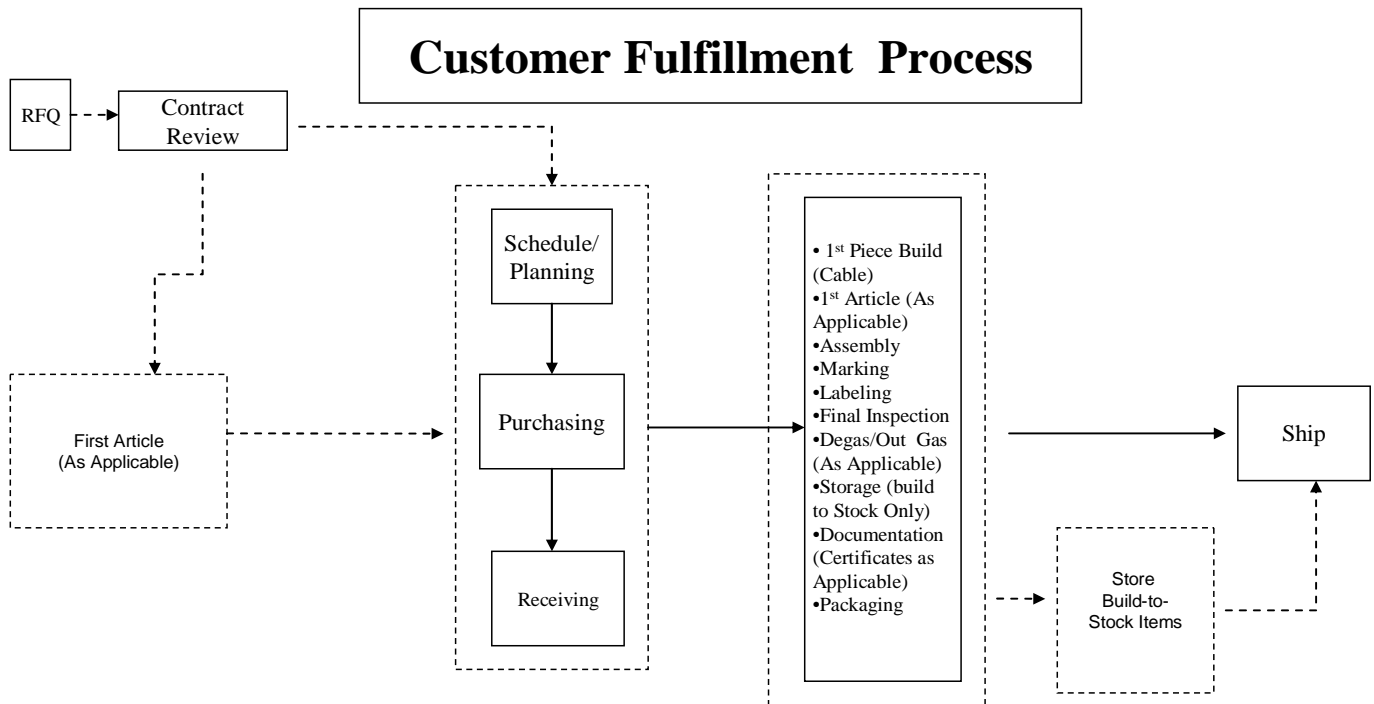 Customer Fulfillment Process
RFQ
Contract
Review
Schedule/
Planning
Purchasing
Receiving
First Article
(As Applicable)
• 1st Piece Build
(Cable)
•1st Article (As
Applicable)
•Assembly
•Marking
•Labeling
•Final Inspection
•Degas/Out Gas
(As Applicable)
•Storage (build
to Stock Only)
•Documentation
(Certificates as
Applicable)
•Packaging
Ship
Store
Build-to-
Stock Items